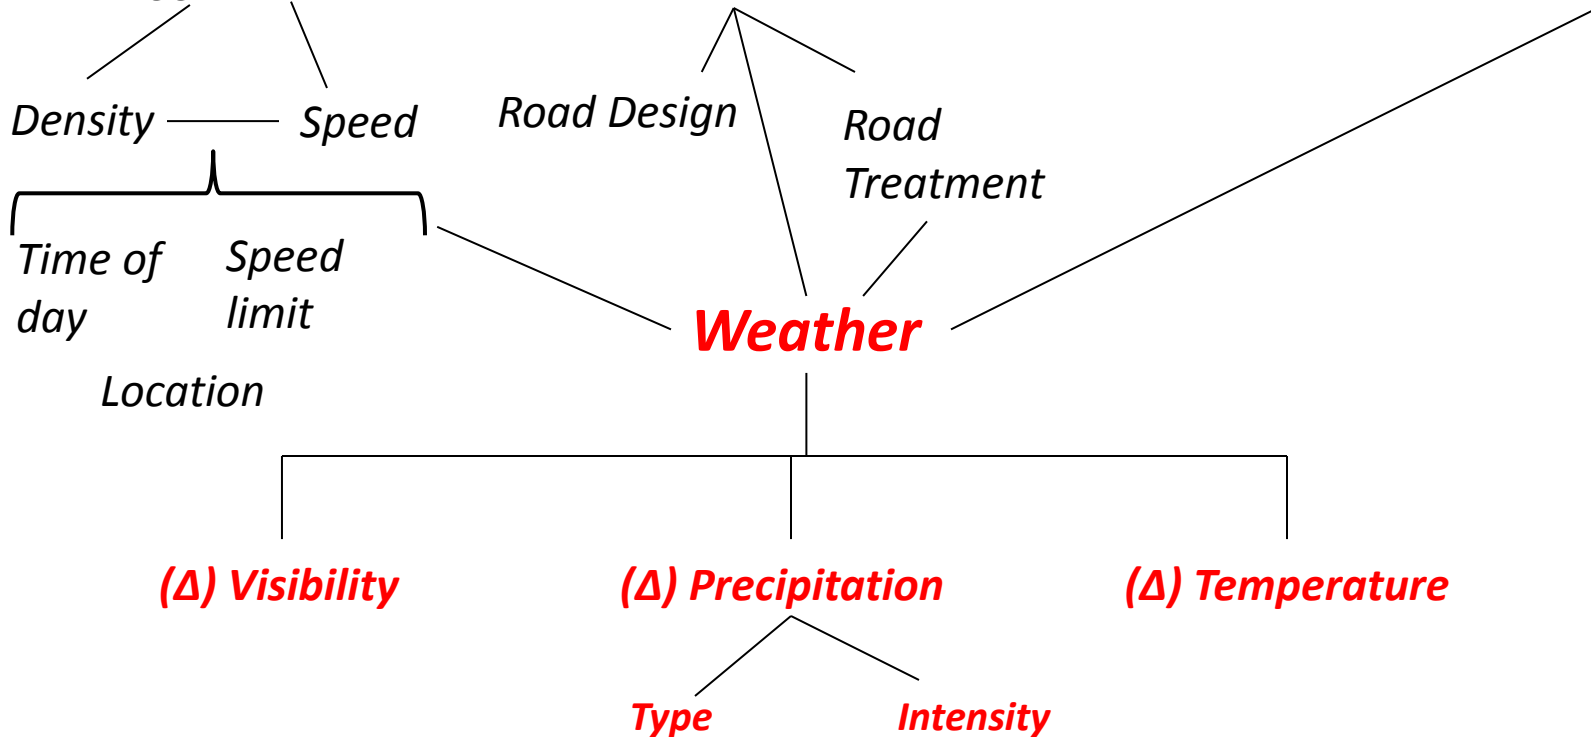 Density
Speed
Road Design
Road
Treatment
Time of
day
Speed
limit
Location
Weather
(Δ) Visibility
(Δ) Precipitation
(Δ) Temperature
Type
Intensity